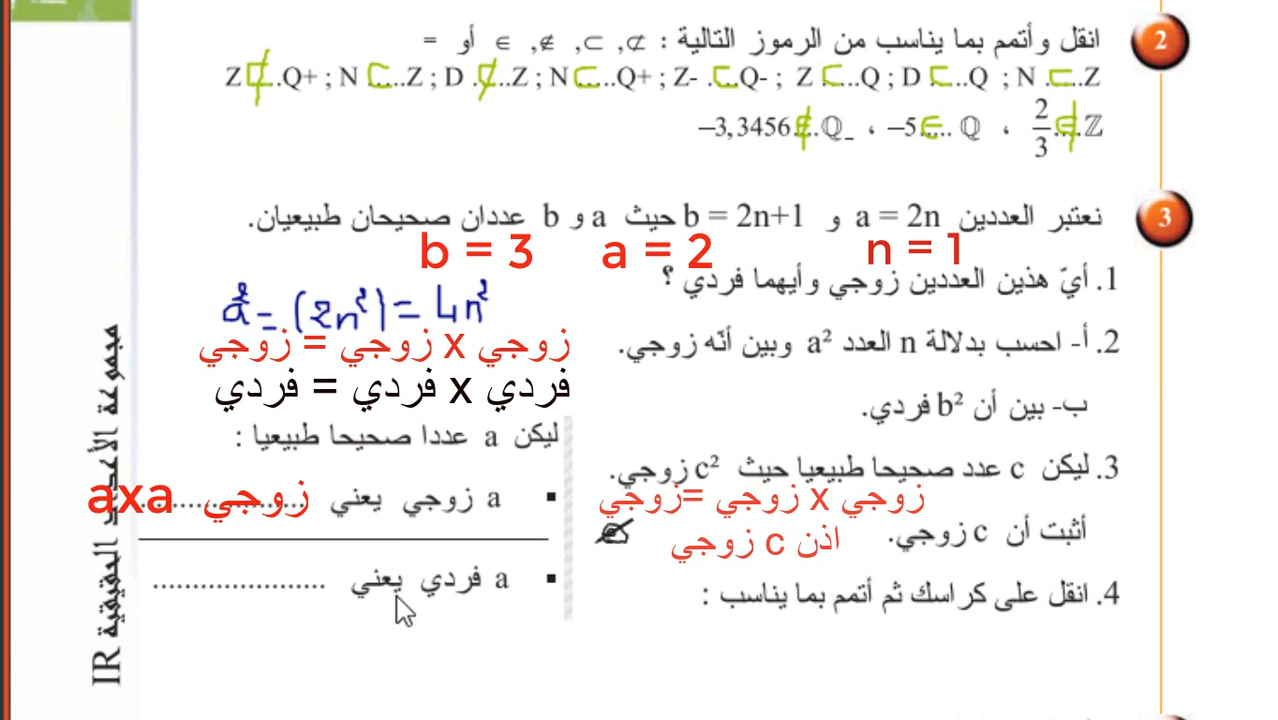 2 انقل وأتمم بما يناسب من الرموز التالية : ⊄, ⊂, ∉, ∈ أو =
Z ⊄ Q+ ; N ⊂ Z ; D ⊄ Z ; N ⊂ Q+ ; Z- ⊂ Q- ; Z ⊂ Q ; D ⊂ Q ; N ⊂ Z
−3,3456 ∉ ℚ₋ ، −5 ∈ ℚ ، 2/3 ∉ ℤ
3 نعتبر العددين a = 2n و b = 2n+1 حيث a و b عددان صحيحان طبيعيان.
n = 1 a = 2 b = 3
1. أيّ هذين العددين زوجي وأيهما فردي ؟
a² = (2n²) = 4n²
2. أ- احسب بدلالة n العدد a² وبين أنّه زوجي.
زوجي x زوجي = زوجي
فردي x فردي = فردي
ب- بين أن b² فردي.
3. ليكن c عدد صحيحا طبيعيا حيث c² زوجي.
زوجي x زوجي =زوجي
أثبت أن c زوجي.
اذن c زوجي
4. انقل على كراسك ثم أتمم بما يناسب :
ليكن a عددا صحيحا طبيعيا :
▪ a زوجي يعني .................... axa زوجي
▪ a فردي يعني ......................
مجموعة الأعداد الحقيقية IR